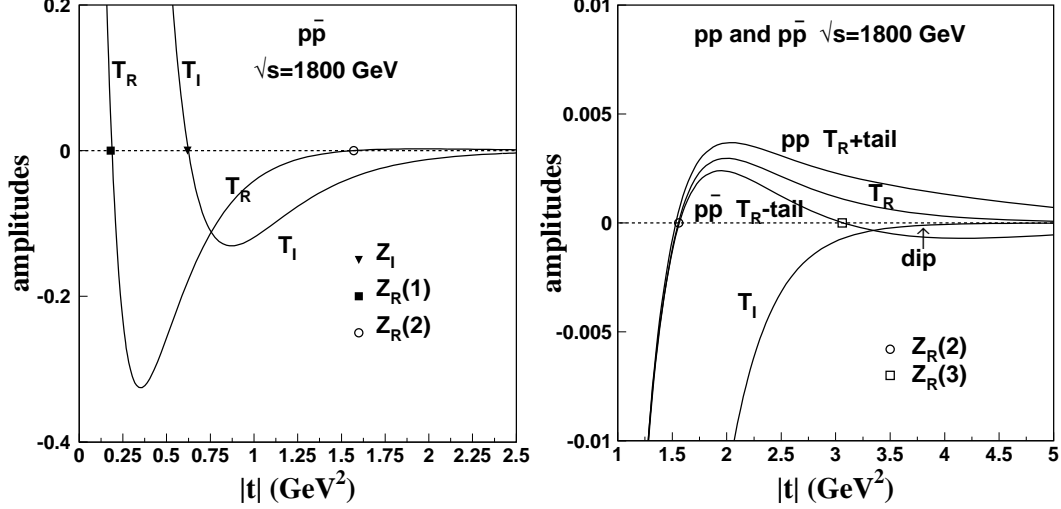 pp̄
√s=1800 GeV
T_R
T_I
T_R
T_I
Z_I
Z_R(1)
Z_R(2)
amplitudes
0.2
0
-0.2
-0.4
0 0.25 0.5 0.75 1 1.25 1.5 1.75 2 2.25 2.5
|t| (GeV²)
pp and pp̄ √s=1800 GeV
pp T_R+tail
T_R
pp̄ T_R-tail
dip
T_I
Z_R(2)
Z_R(3)
amplitudes
0.01
0.005
0
-0.005
-0.01
1 1.5 2 2.5 3 3.5 4 4.5 5
|t| (GeV²)